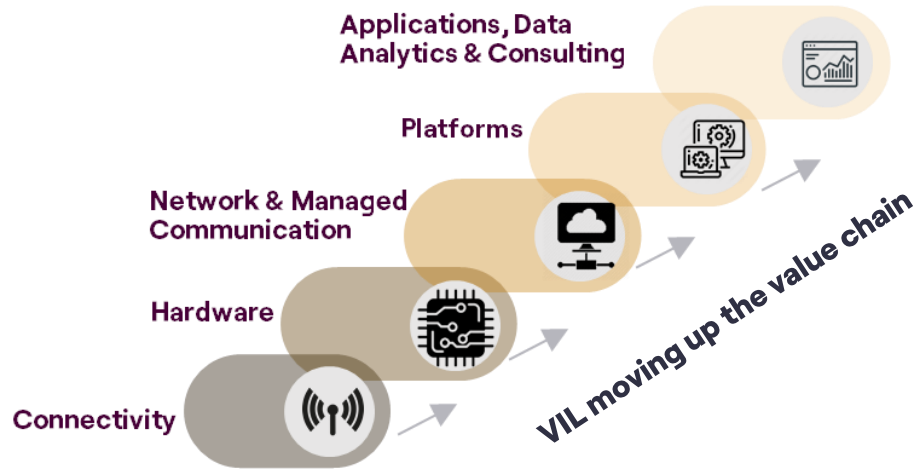 Applications, Data
Analytics & Consulting
Platforms
Network & Managed
Communication
Hardware
Connectivity
VIL moving up the value chain